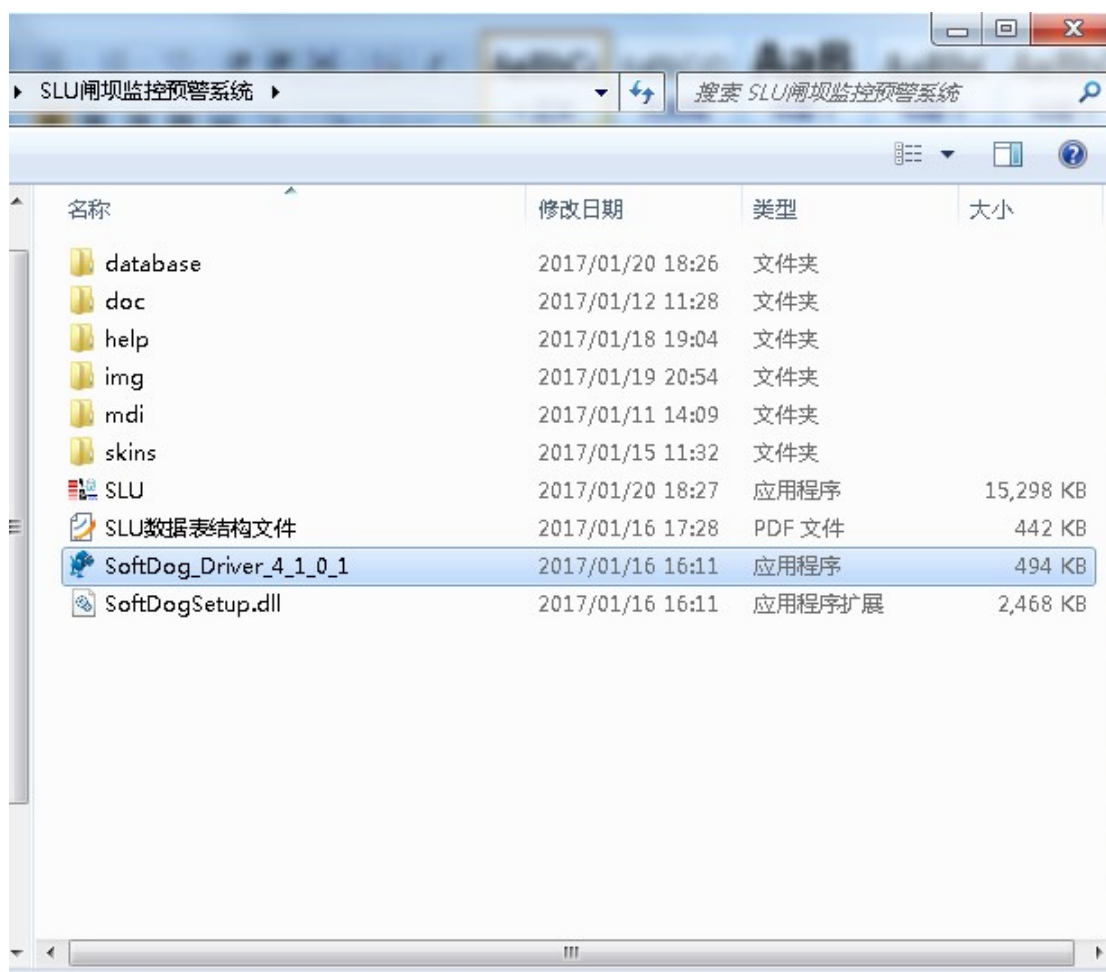 SLU闸坝监控预警系统
搜索 SLU闸坝监控预警系统
名称 修改日期 类型 大小
database 2017/01/20 18:26 文件夹
doc 2017/01/12 11:28 文件夹
help 2017/01/18 19:04 文件夹
img 2017/01/19 20:54 文件夹
mdi 2017/01/11 14:09 文件夹
skins 2017/01/15 11:32 文件夹
SLU 2017/01/20 18:27 应用程序 15,298 KB
SLU数据表结构文件 2017/01/16 17:28 PDF 文件 442 KB
SoftDog_Driver_4_1_0_1 2017/01/16 16:11 应用程序 494 KB
SoftDogSetup.dll 2017/01/16 16:11 应用程序扩展 2,468 KB